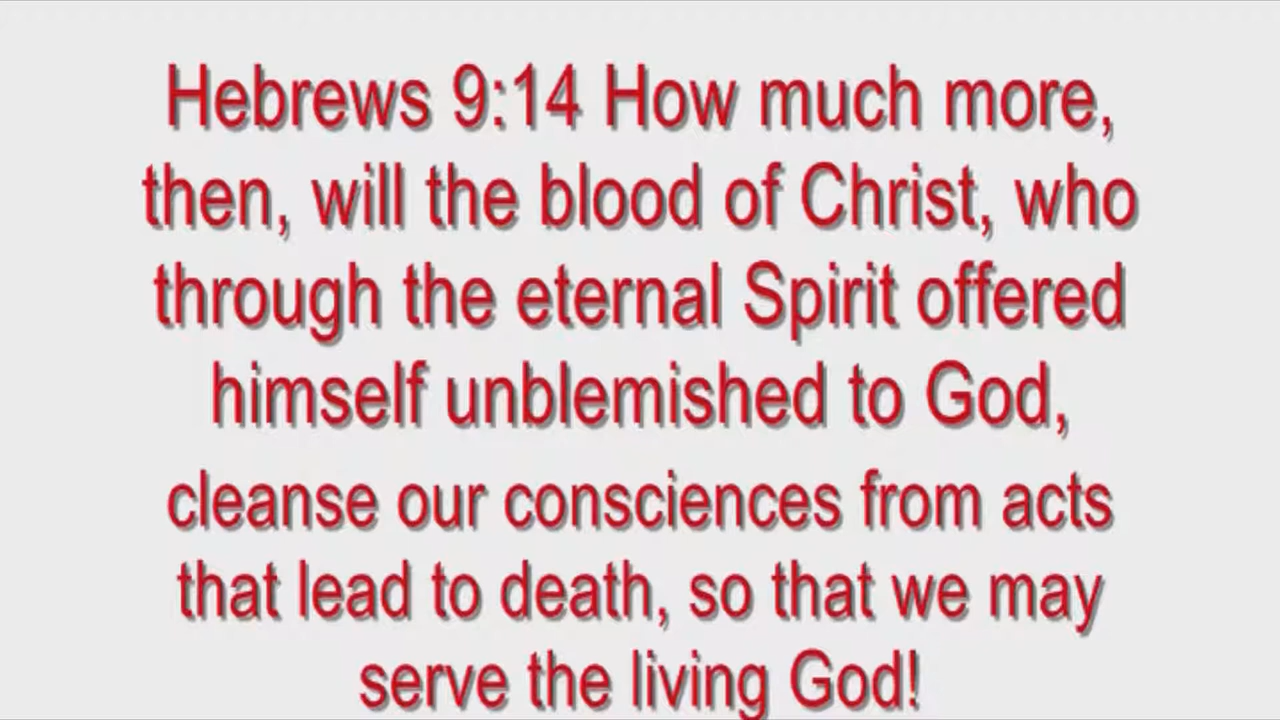 Hebrews 9:14 How much more,
then, will the blood of Christ, who
through the eternal Spirit offered
himself unblemished to God,
cleanse our consciences from acts
that lead to death, so that we may
serve the living God!